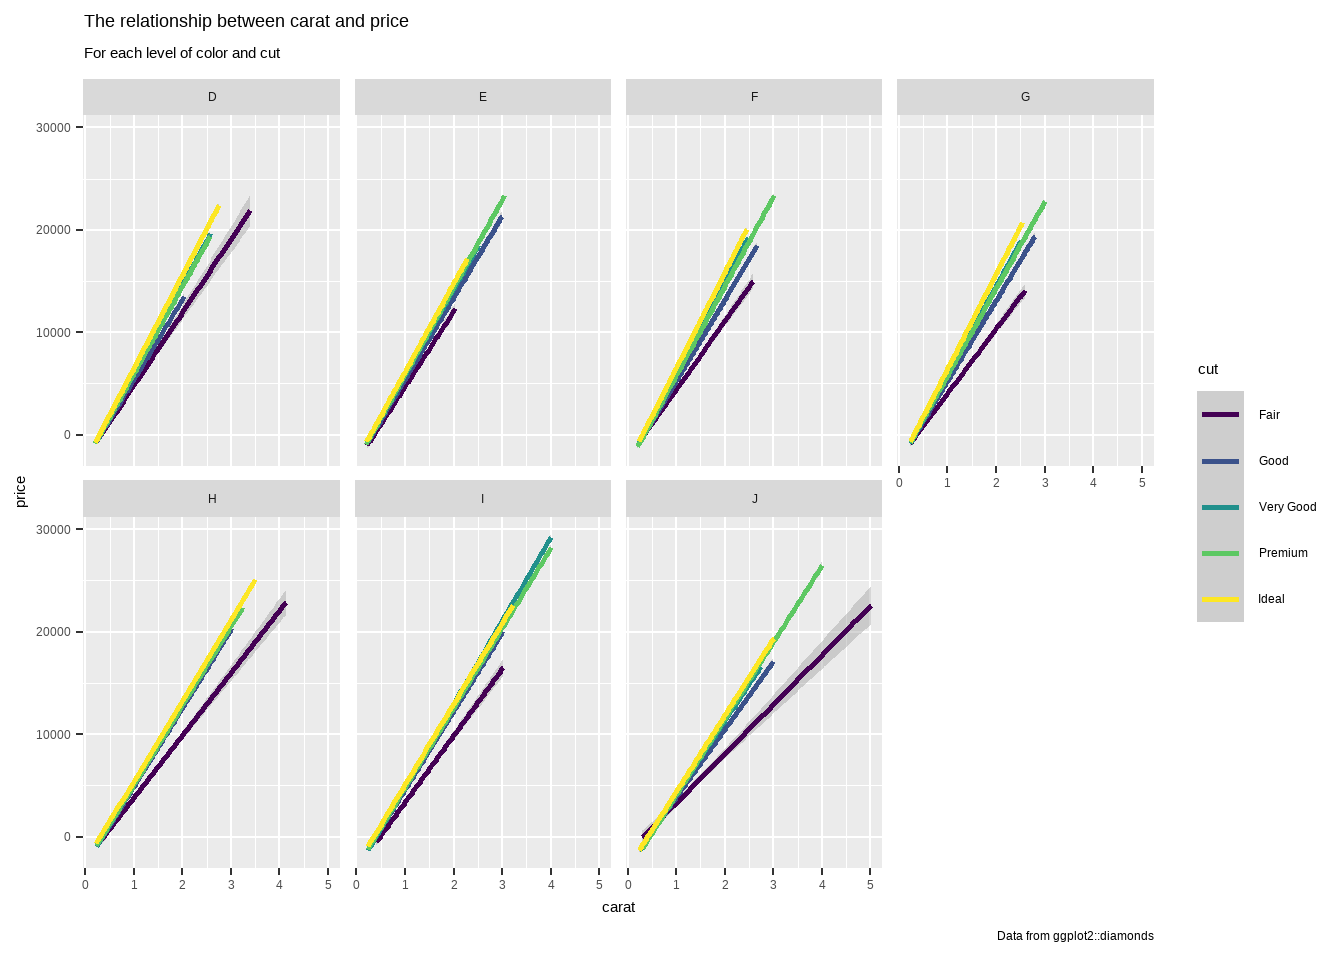 The relationship between carat and price
For each level of color and cut
D
E
F
G
30000
20000
10000
0
0 1 2 3 4 5
H
I
J
30000
20000
10000
0
0 1 2 3 4 5
0 1 2 3 4 5
0 1 2 3 4 5
price
carat
cut
Fair
Good
Very Good
Premium
Ideal
Data from ggplot2::diamonds